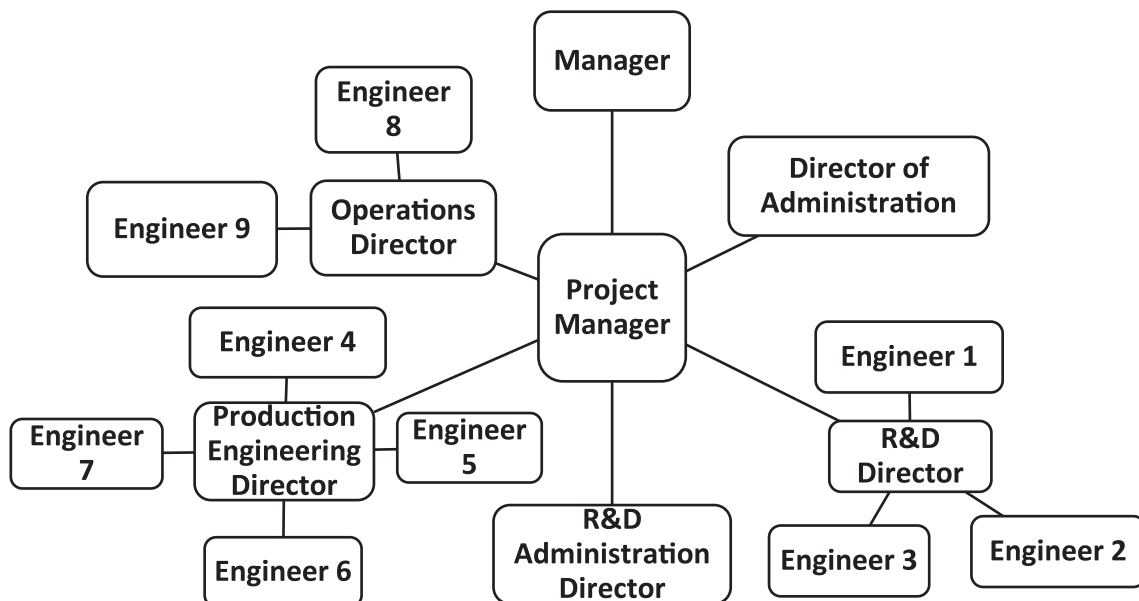 Manager
Engineer
8
Director of
Administration
Operations
Director
Engineer 9
Project
Manager
Engineer 4
Engineer 1
Production
Engineering
Director
Engineer
7
Engineer
5
R&D
Director
R&D
Administration
Director
Engineer 3
Engineer 2
Engineer 6